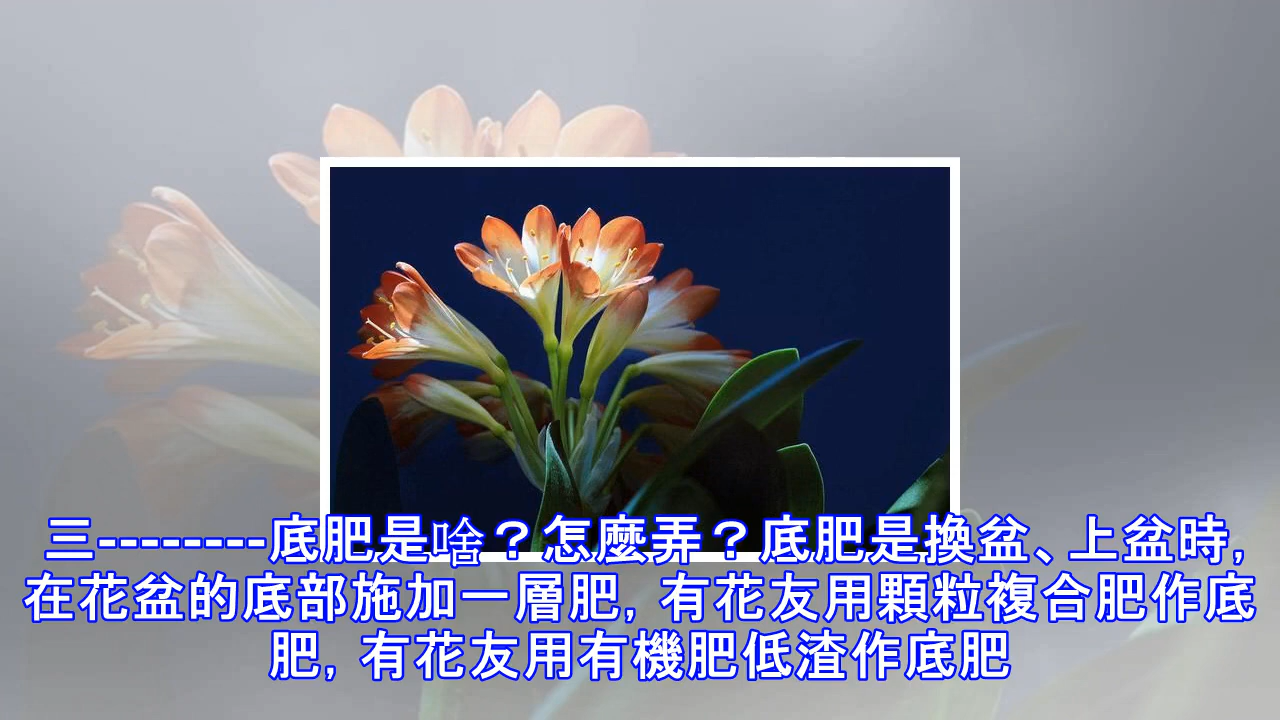 三--------底肥是啥？怎麼弄？底肥是換盆、上盆時,
在花盆的底部施加一層肥, 有花友用顆粒複合肥作底
肥, 有花友用有機肥低渣作底肥